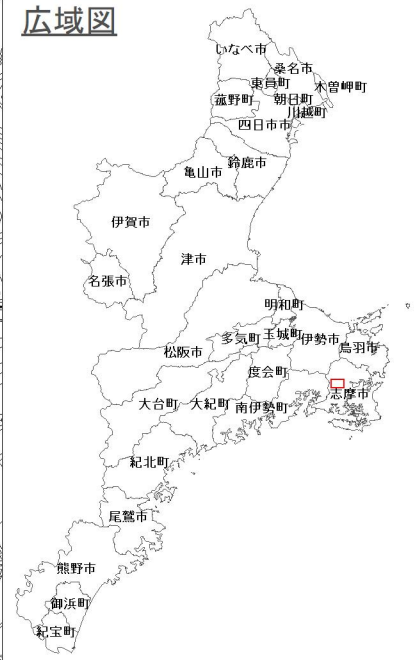 広域図
いなべ市
桑名市
東員町
木曽岬町
菰野町
朝日町
川越町
四日市市
鈴鹿市
亀山市
伊賀市
津市
名張市
明和町
玉城町
多気町
伊勢市
鳥羽市
松阪市
度会町
志摩市
大台町
大紀町
南伊勢町
紀北町
尾鷲市
熊野市
御浜町
紀宝町